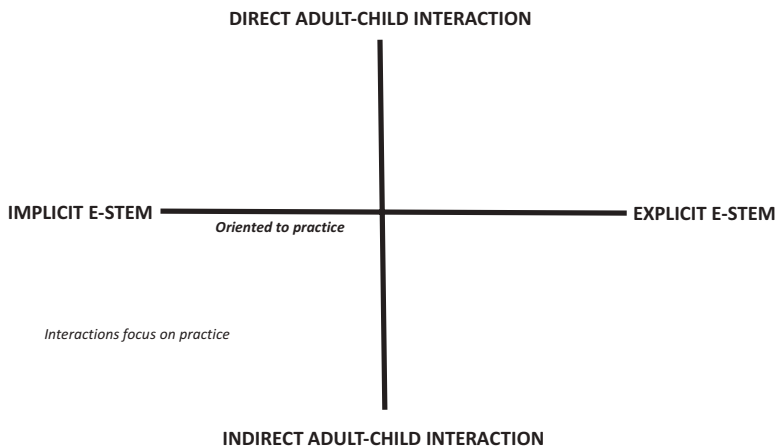 DIRECT ADULT-CHILD INTERACTION
IMPLICIT E-STEM
EXPLICIT E-STEM
Oriented to practice
Interactions focus on practice
INDIRECT ADULT-CHILD INTERACTION